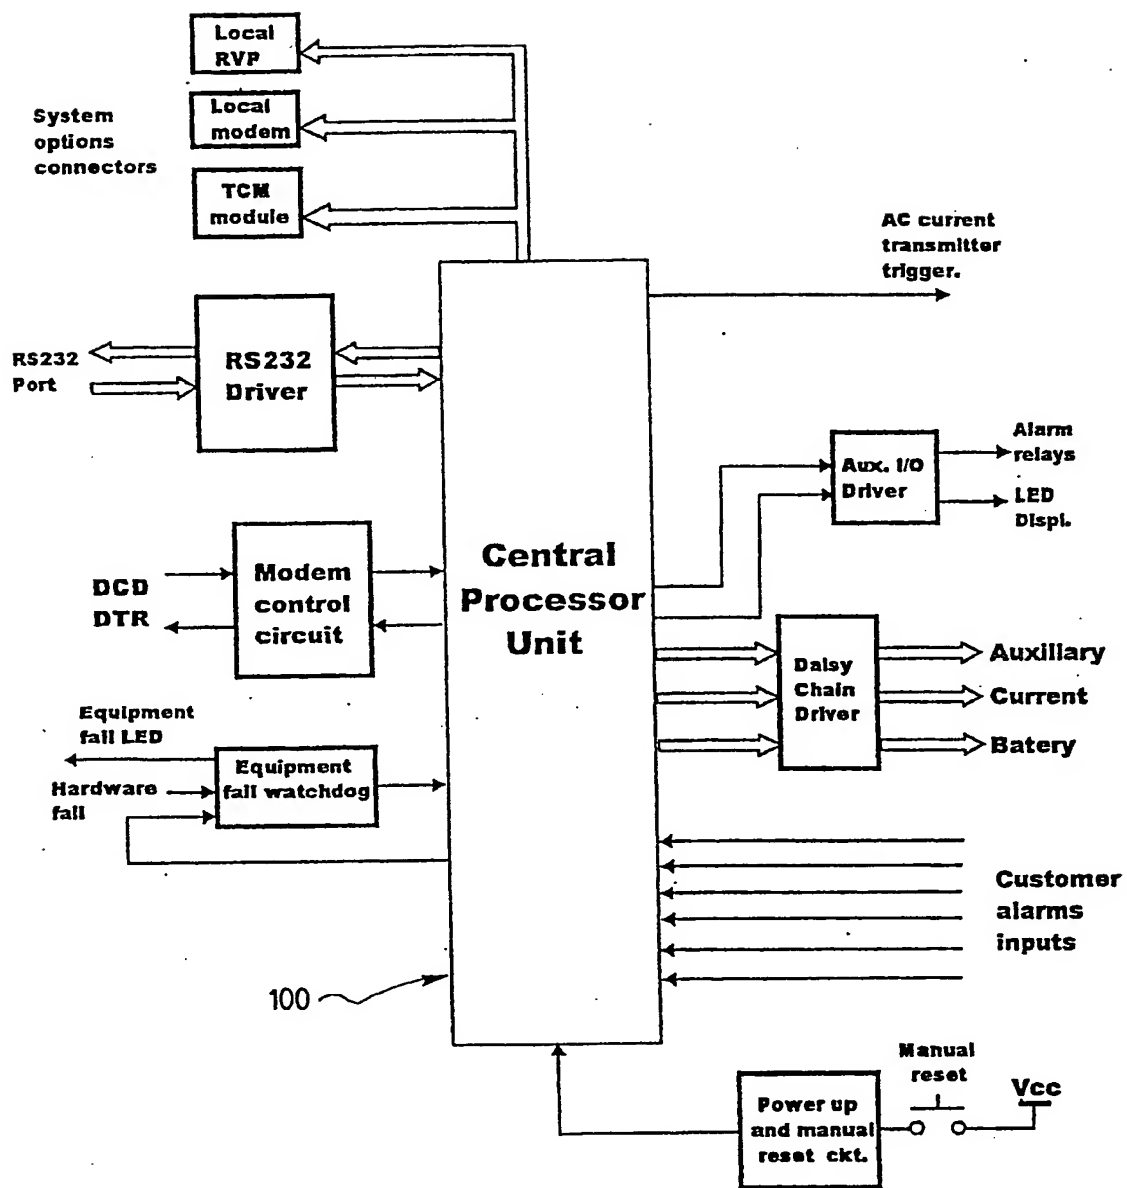 Local
RVP
Local
modem
System
options
connectors
TCM
module
AC current
transmitter
trigger.
RS232
Port
RS232
Driver
Alarm
relays
Aux. I/O
Driver
LED
Displ.
Central
Processor
Unit
DCD
DTR
Modem
control
circuit
Daisy
Chain
Driver
Auxillary
Current
Batery
Equipment
fail LED
Hardware
fail
Equipment
fail watchdog
Customer
alarms
inputs
100
Manual
reset
Vcc
Power up
and manual
reset ckt.